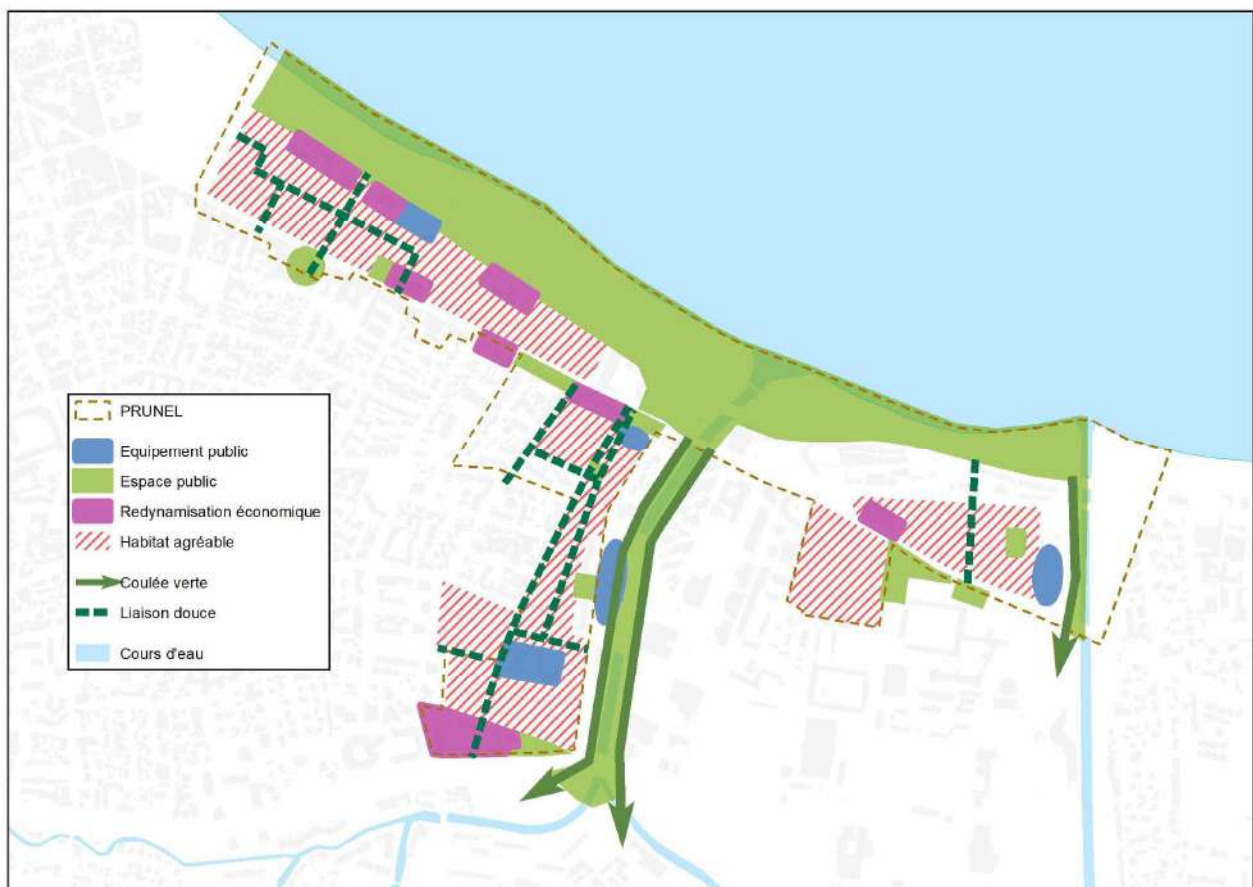 PRUNEL
Equipement public
Espace public
Redynamisation économique
Habitat agréable
Coulée verte
Liaison douce
Cours d'eau